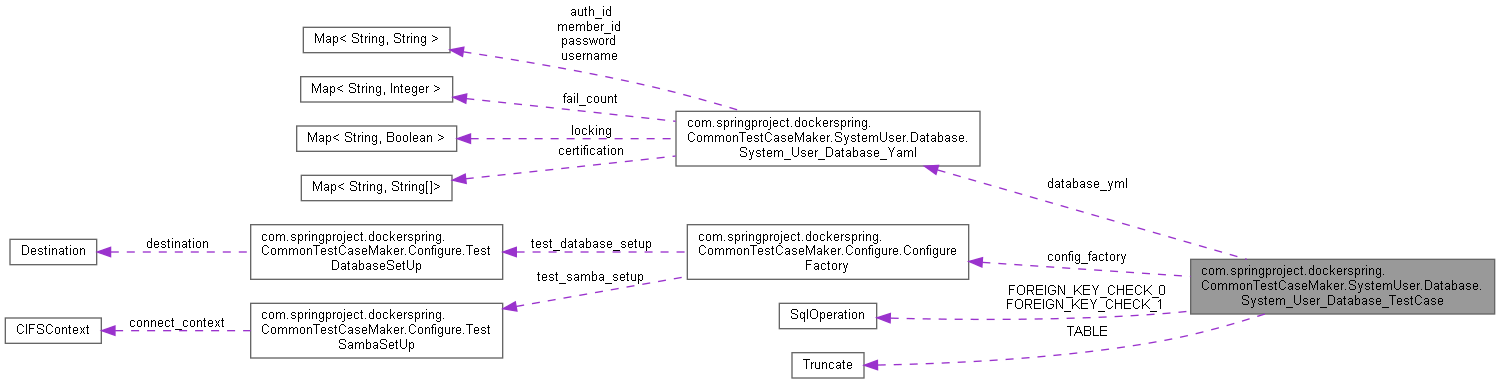 auth_id
member_id
password
username
Map< String, String >
Map< String, Integer >
fail_count
Map< String, Boolean >
locking
certification
Map< String, String[]>
com.springproject.dockerspring.
CommonTestCaseMaker.SystemUser.Database.
System_User_Database_Yaml
database_yml
Destination
destination
com.springproject.dockerspring.
CommonTestCaseMaker.Configure.Test
DatabaseSetUp
test_database_setup
test_samba_setup
com.springproject.dockerspring.
CommonTestCaseMaker.Configure.Configure
Factory
config_factory
com.springproject.dockerspring.
CommonTestCaseMaker.SystemUser.Database.
System_User_Database_TestCase
CIFSContext
connect_context
com.springproject.dockerspring.
CommonTestCaseMaker.Configure.Test
SambaSetUp
FOREIGN_KEY_CHECK_0
FOREIGN_KEY_CHECK_1
SqlOperation
TABLE
Truncate